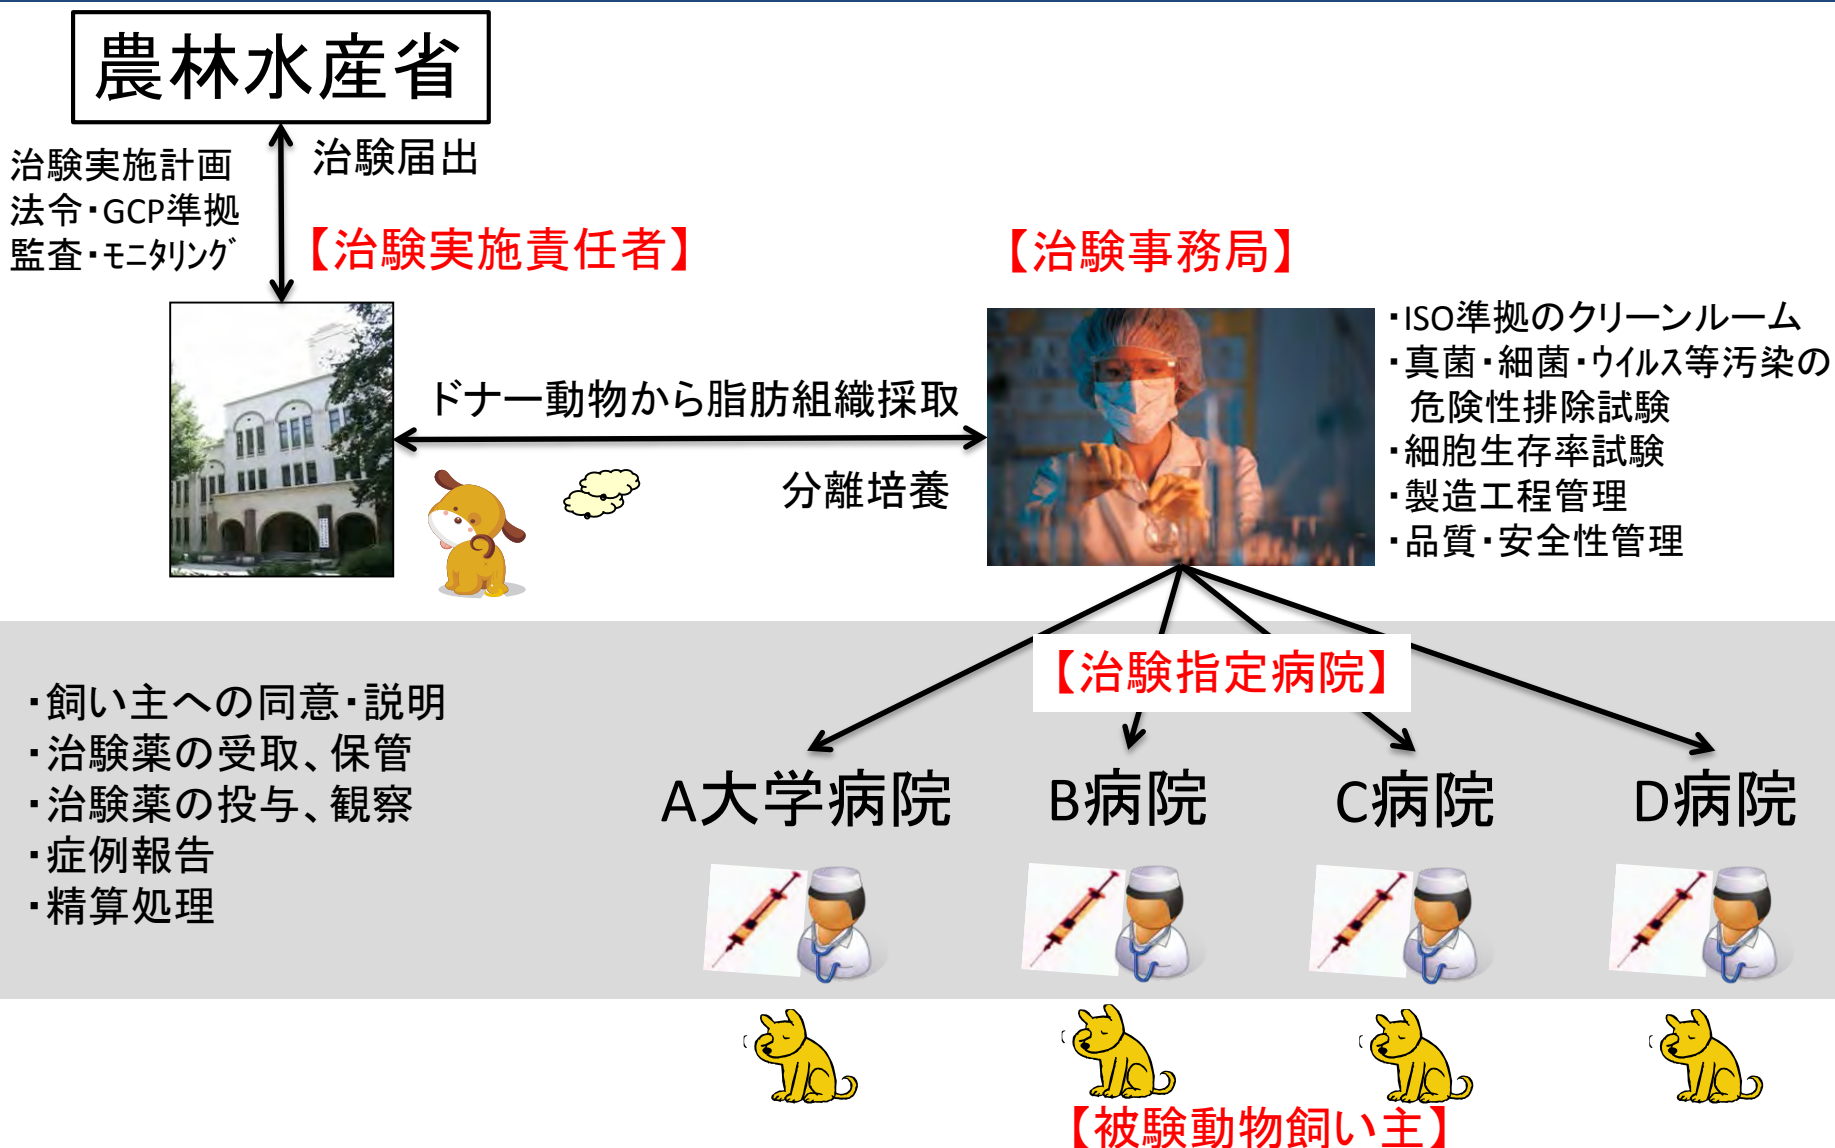 農林水産省
治験実施計画
法令・GCP準拠
監査・ﾓﾆﾀﾘﾝｸﾞ
治験届出
【治験実施責任者】
【治験事務局】
ドナー動物から脂肪組織採取
分離培養
・ISO準拠のクリーンルーム
・真菌・細菌・ｳｲﾙｽ等汚染の
危険性排除試験
・細胞生存率試験
・製造工程管理
・品質・安全性管理
【治験指定病院】
・飼い主への同意・説明
・治験薬の受取、保管
・治験薬の投与、観察
・症例報告
・精算処理
A大学病院
B病院
C病院
D病院
【被験動物飼い主】